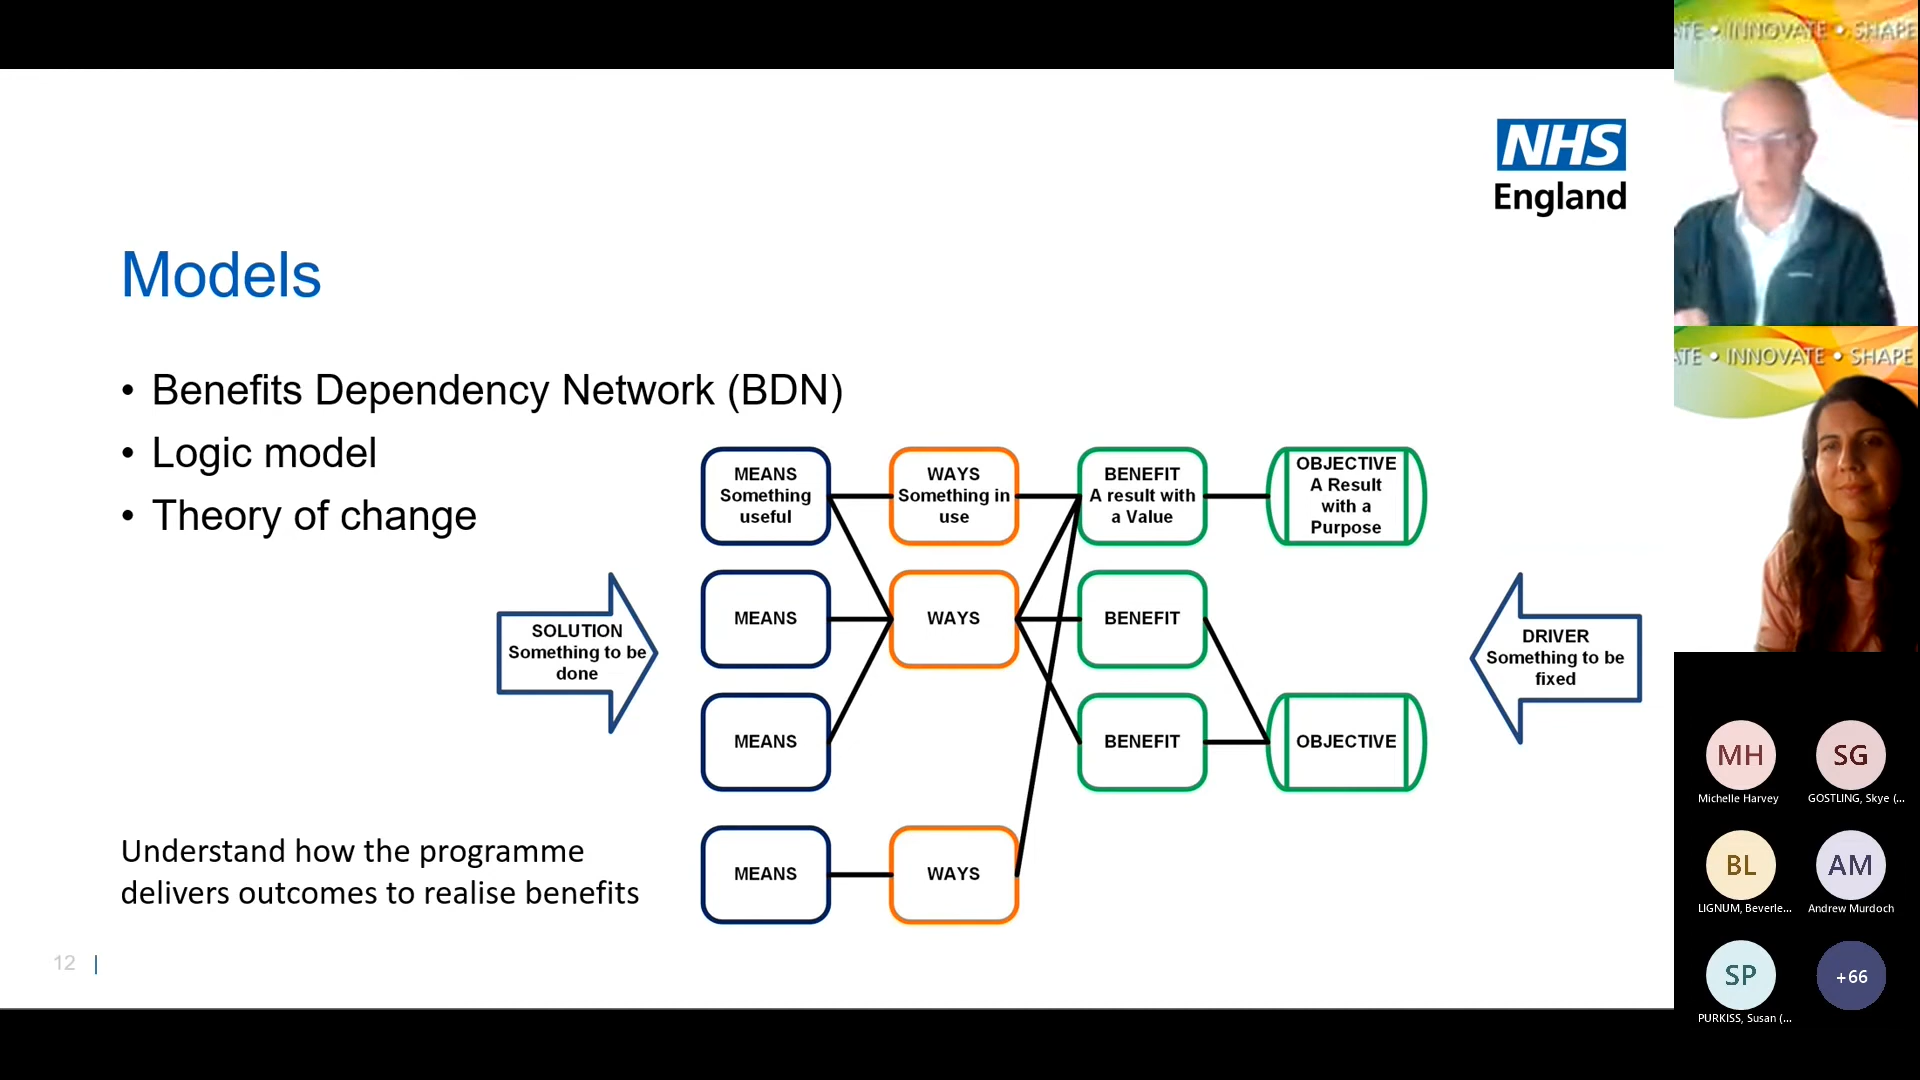 NHS
England
Models
• Benefits Dependency Network (BDN)
• Logic model
• Theory of change
MEANS
Something
useful
WAYS
Something in
use
BENEFIT
A result with
a Value
OBJECTIVE
A Result
with a
Purpose
MEANS
WAYS
BENEFIT
SOLUTION
Something to be
done
DRIVER
Something to be
fixed
MEANS
BENEFIT
OBJECTIVE
MEANS
WAYS
Understand how the programme
delivers outcomes to realise benefits
12
ATE • INNOVATE • SHAPE
ATE • INNOVATE • SHAPE
MH
Michelle Harvey
SG
GOSTLING, Skye (...
BL
LIGNUM, Beverle...
AM
Andrew Murdoch
SP
PURKISS, Susan (...
+66